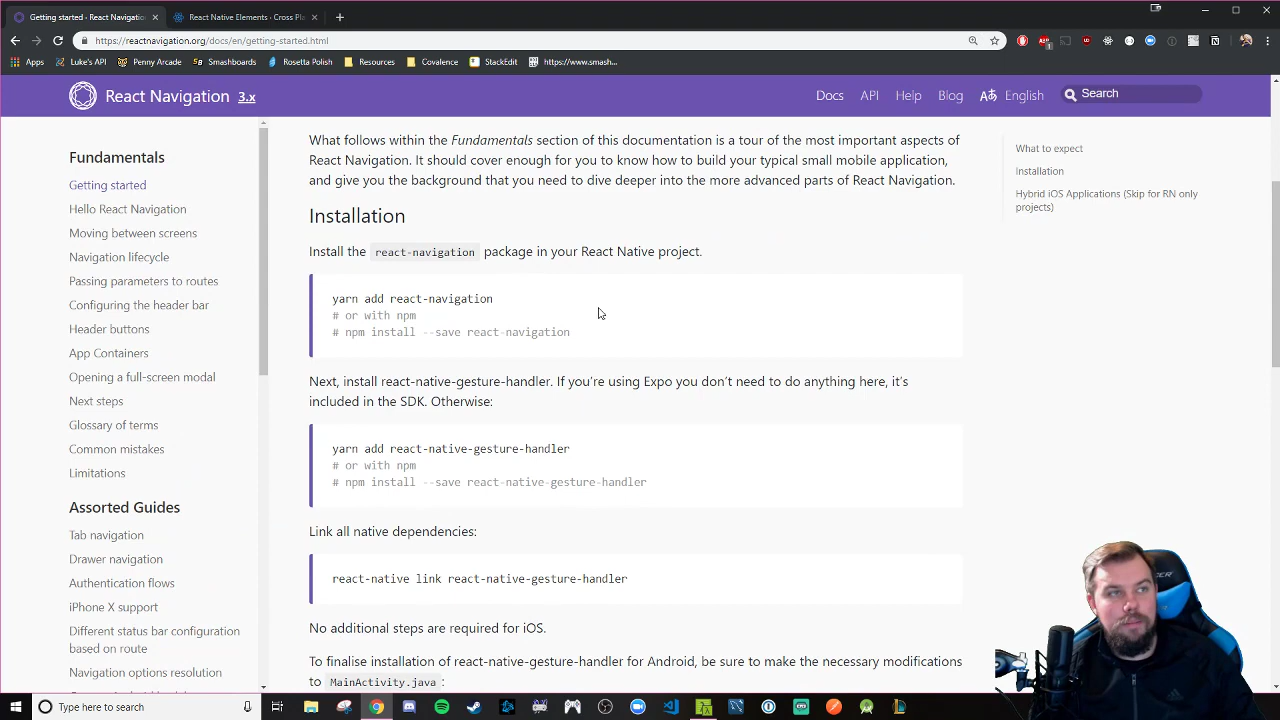 Getting started · React Navigatio
React Native Elements · Cross Pla
https://reactnavigation.org/docs/en/getting-started.html
Apps
Luke's API
Penny Arcade
Smashboards
Rosetta Polish
Resources
Covalence
StackEdit
https://www.smash...
React Navigation 3.x
Docs
API
Help
Blog
English
Search
Fundamentals
Getting started
Hello React Navigation
Moving between screens
Navigation lifecycle
Passing parameters to routes
Configuring the header bar
Header buttons
App Containers
Opening a full-screen modal
Next steps
Glossary of terms
Common mistakes
Limitations
Assorted Guides
Tab navigation
Drawer navigation
Authentication flows
iPhone X support
Different status bar configuration
based on route
Navigation options resolution
What follows within the Fundamentals section of this documentation is a tour of the most important aspects of
React Navigation. It should cover enough for you to know how to build your typical small mobile application,
and give you the background that you need to dive deeper into the more advanced parts of React Navigation.
Installation
Install the react-navigation package in your React Native project.
yarn add react-navigation
# or with npm
# npm install --save react-navigation
Next, install react-native-gesture-handler. If you're using Expo you don't need to do anything here, it's
included in the SDK. Otherwise:
yarn add react-native-gesture-handler
# or with npm
# npm install --save react-native-gesture-handler
Link all native dependencies:
react-native link react-native-gesture-handler
No additional steps are required for iOS.
To finalise installation of react-native-gesture-handler for Android, be sure to make the necessary modifications
to MainActivity.java :
What to expect
Installation
Hybrid iOS Applications (Skip for RN only
projects)
Type here to search